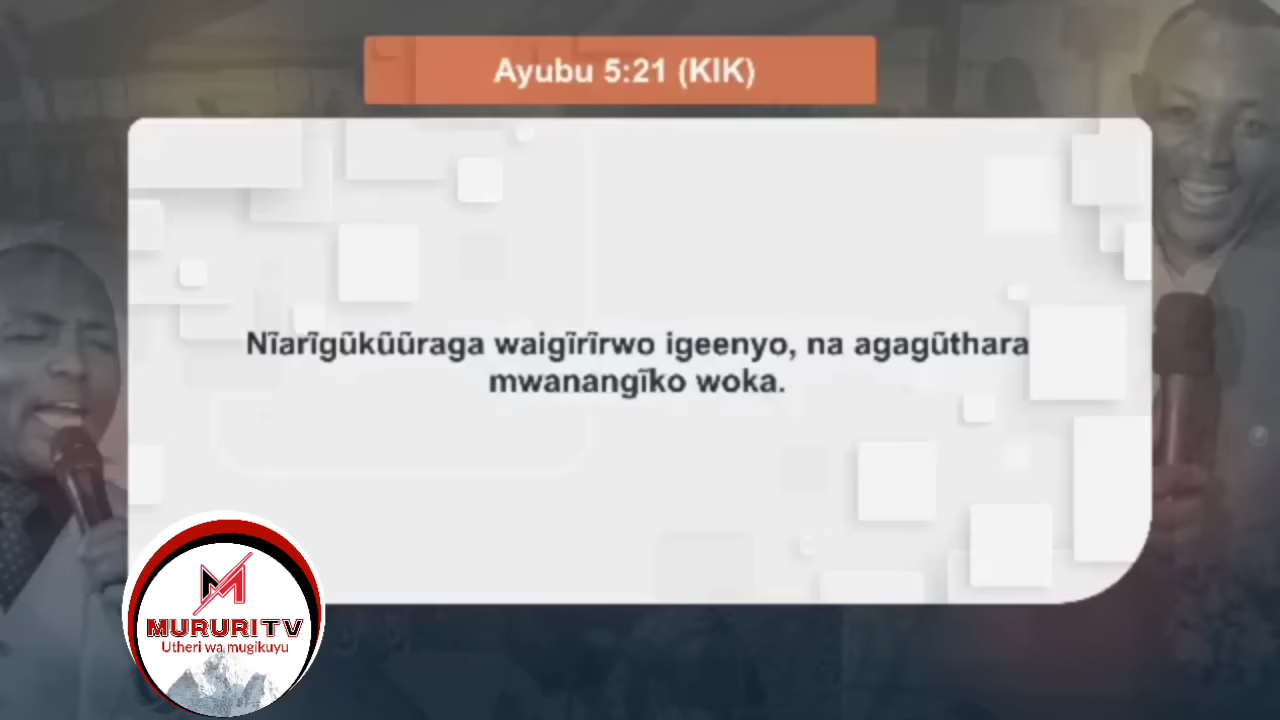 Ayubu 5:21 (KIK)
Nĩarĩgũkũũraga waigĩrĩrwo igeenyo, na agagũthara
mwanangĩko woka.
MURURI TV
Utheri wa mugikuyu